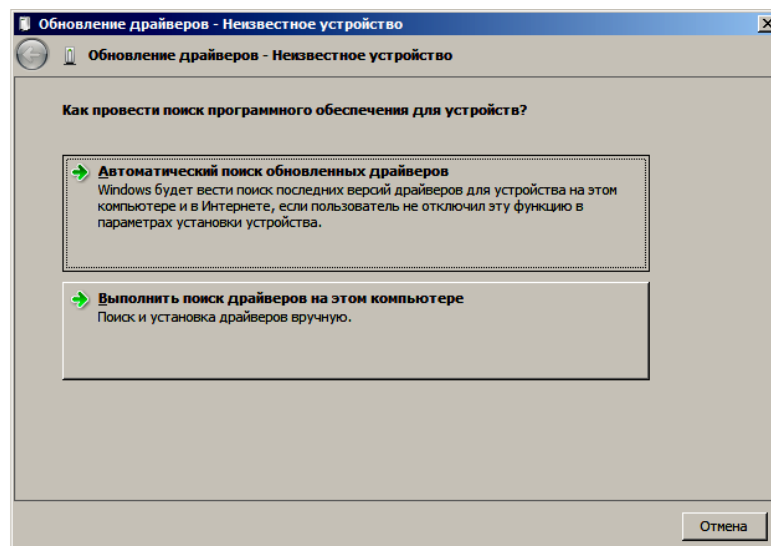 Обновление драйверов - Неизвестное устройство
Обновление драйверов - Неизвестное устройство
Как провести поиск программного обеспечения для устройств?
Автоматический поиск обновленных драйверов
Windows будет вести поиск последних версий драйверов для устройства на этом
компьютере и в Интернете, если пользователь не отключил эту функцию в
параметрах установки устройства.
Выполнить поиск драйверов на этом компьютере
Поиск и установка драйверов вручную.
Отмена